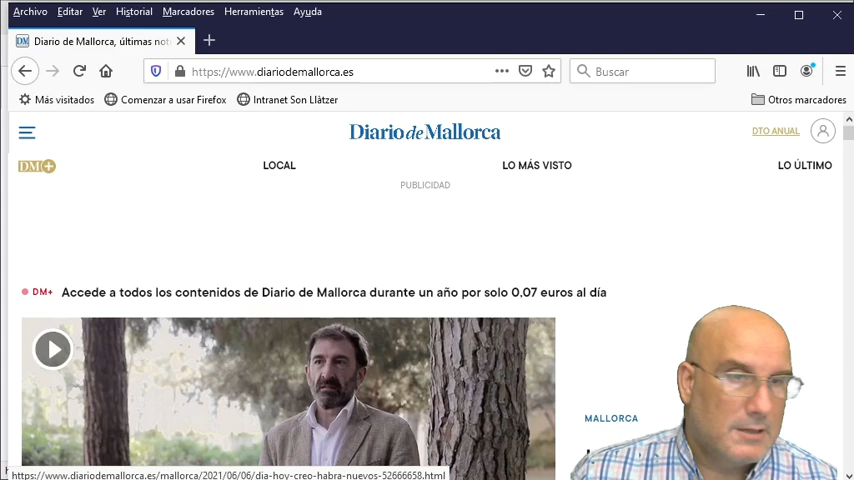 Archivo Editar Ver Historial Marcadores Herramientas Ayuda
DM Diario de Mallorca, últimas noti
https://www.diariodemallorca.es
Buscar
Más visitados Comenzar a usar Firefox Intranet Son Llàtzer Otros marcadores
Diario de Mallorca
DTO ANUAL
DM+ LOCAL LO MÁS VISTO LO ÚLTIMO
PUBLICIDAD
DM+ Accede a todos los contenidos de Diario de Mallorca durante un año por solo 0,07 euros al día
MALLORCA
https://www.diariodemallorca.es/mallorca/2021/06/06/dia-hoy-creo-habra-nuevos-52666658.html